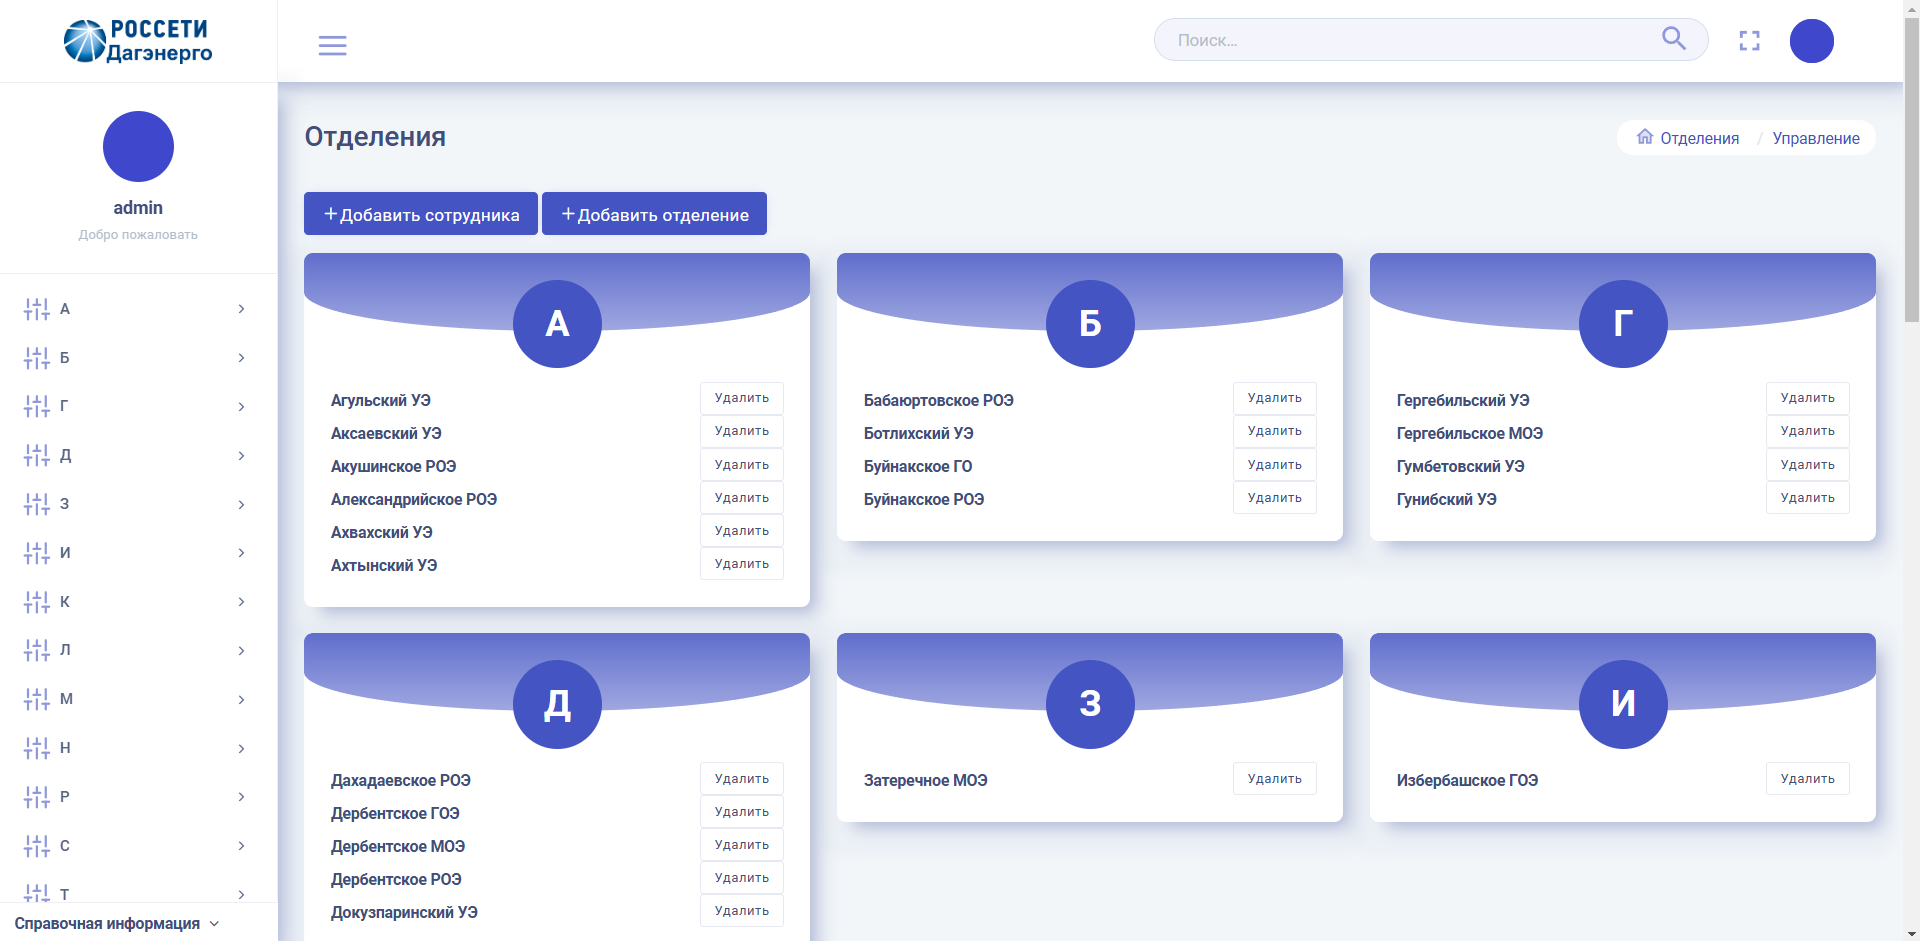 РОССЕТИ
Дагэнерго
Поиск...
admin
Добро пожаловать
А
Б
Г
Д
З
И
К
Л
М
Н
Р
С
Т
Справочная информация
Отделения
Отделения / Управление
+Добавить сотрудника
+Добавить отделение
А
Агульский УЭ Удалить
Аксаевский УЭ Удалить
Акушинское РОЭ Удалить
Александрийское РОЭ Удалить
Ахвахский УЭ Удалить
Ахтынский УЭ Удалить
Б
Бабаюртовское РОЭ Удалить
Ботлихский УЭ Удалить
Буйнакское ГО Удалить
Буйнакское РОЭ Удалить
Г
Гергебильский УЭ Удалить
Гергебильское МОЭ Удалить
Гумбетовский УЭ Удалить
Гунибский УЭ Удалить
Д
Дахадаевское РОЭ Удалить
Дербентское ГОЭ Удалить
Дербентское МОЭ Удалить
Дербентское РОЭ Удалить
Докузпаринский УЭ Удалить
З
Затеречное МОЭ Удалить
И
Избербашское ГОЭ Удалить